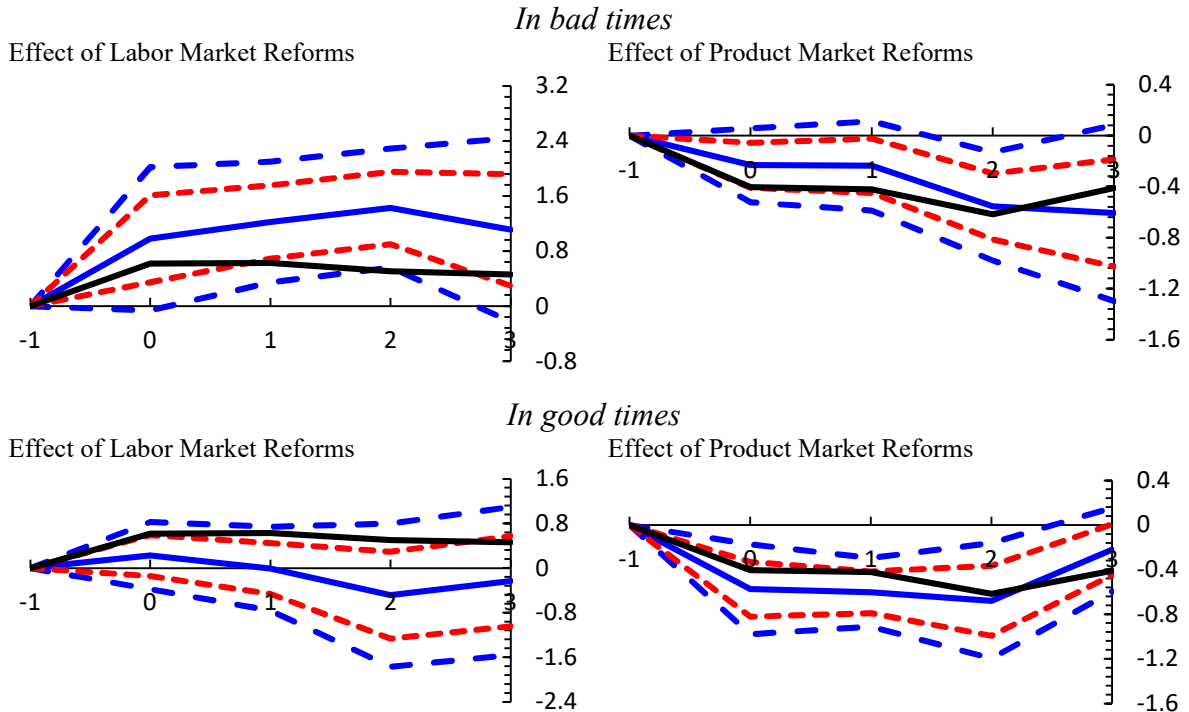 In bad times
Effect of Labor Market Reforms
3.2
2.4
1.6
0.8
0
-0.8
-1 0 1 2 3
Effect of Product Market Reforms
0.4
0
-0.4
-0.8
-1.2
-1.6
-1 0 1 2 3
In good times
Effect of Labor Market Reforms
1.6
0.8
0
-0.8
-1.6
-2.4
-1 0 1 2 3
Effect of Product Market Reforms
0.4
0
-0.4
-0.8
-1.2
-1.6
-1 0 1 2 3